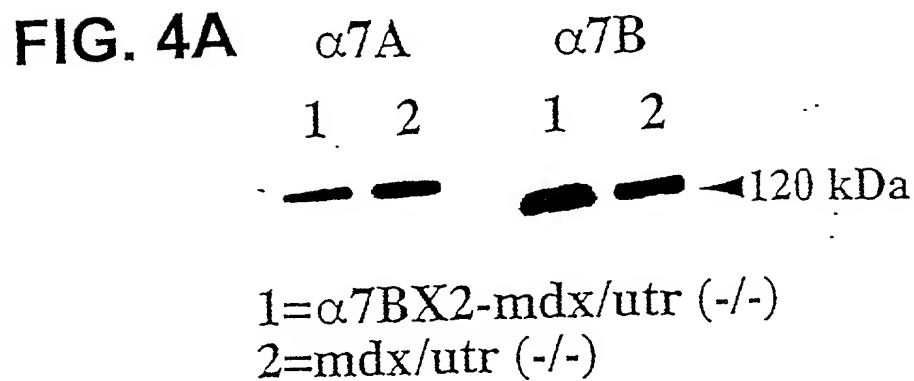 FIG. 4A α7A α7B
1 2 1 2
120 kDa
1=α7BX2-mdx/utr (-/-)
2=mdx/utr (-/-)